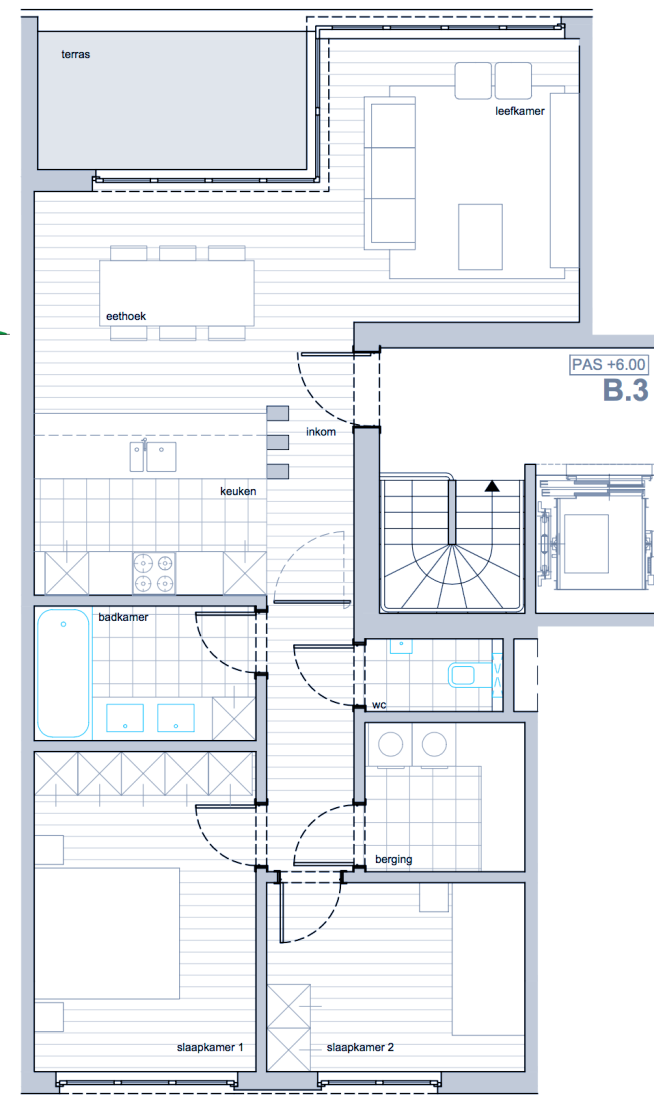 terras
leefkamer
eethoek
PAS +6.00
B.3
inkom
keuken
badkamer
wc
berging
slaapkamer 1
slaapkamer 2